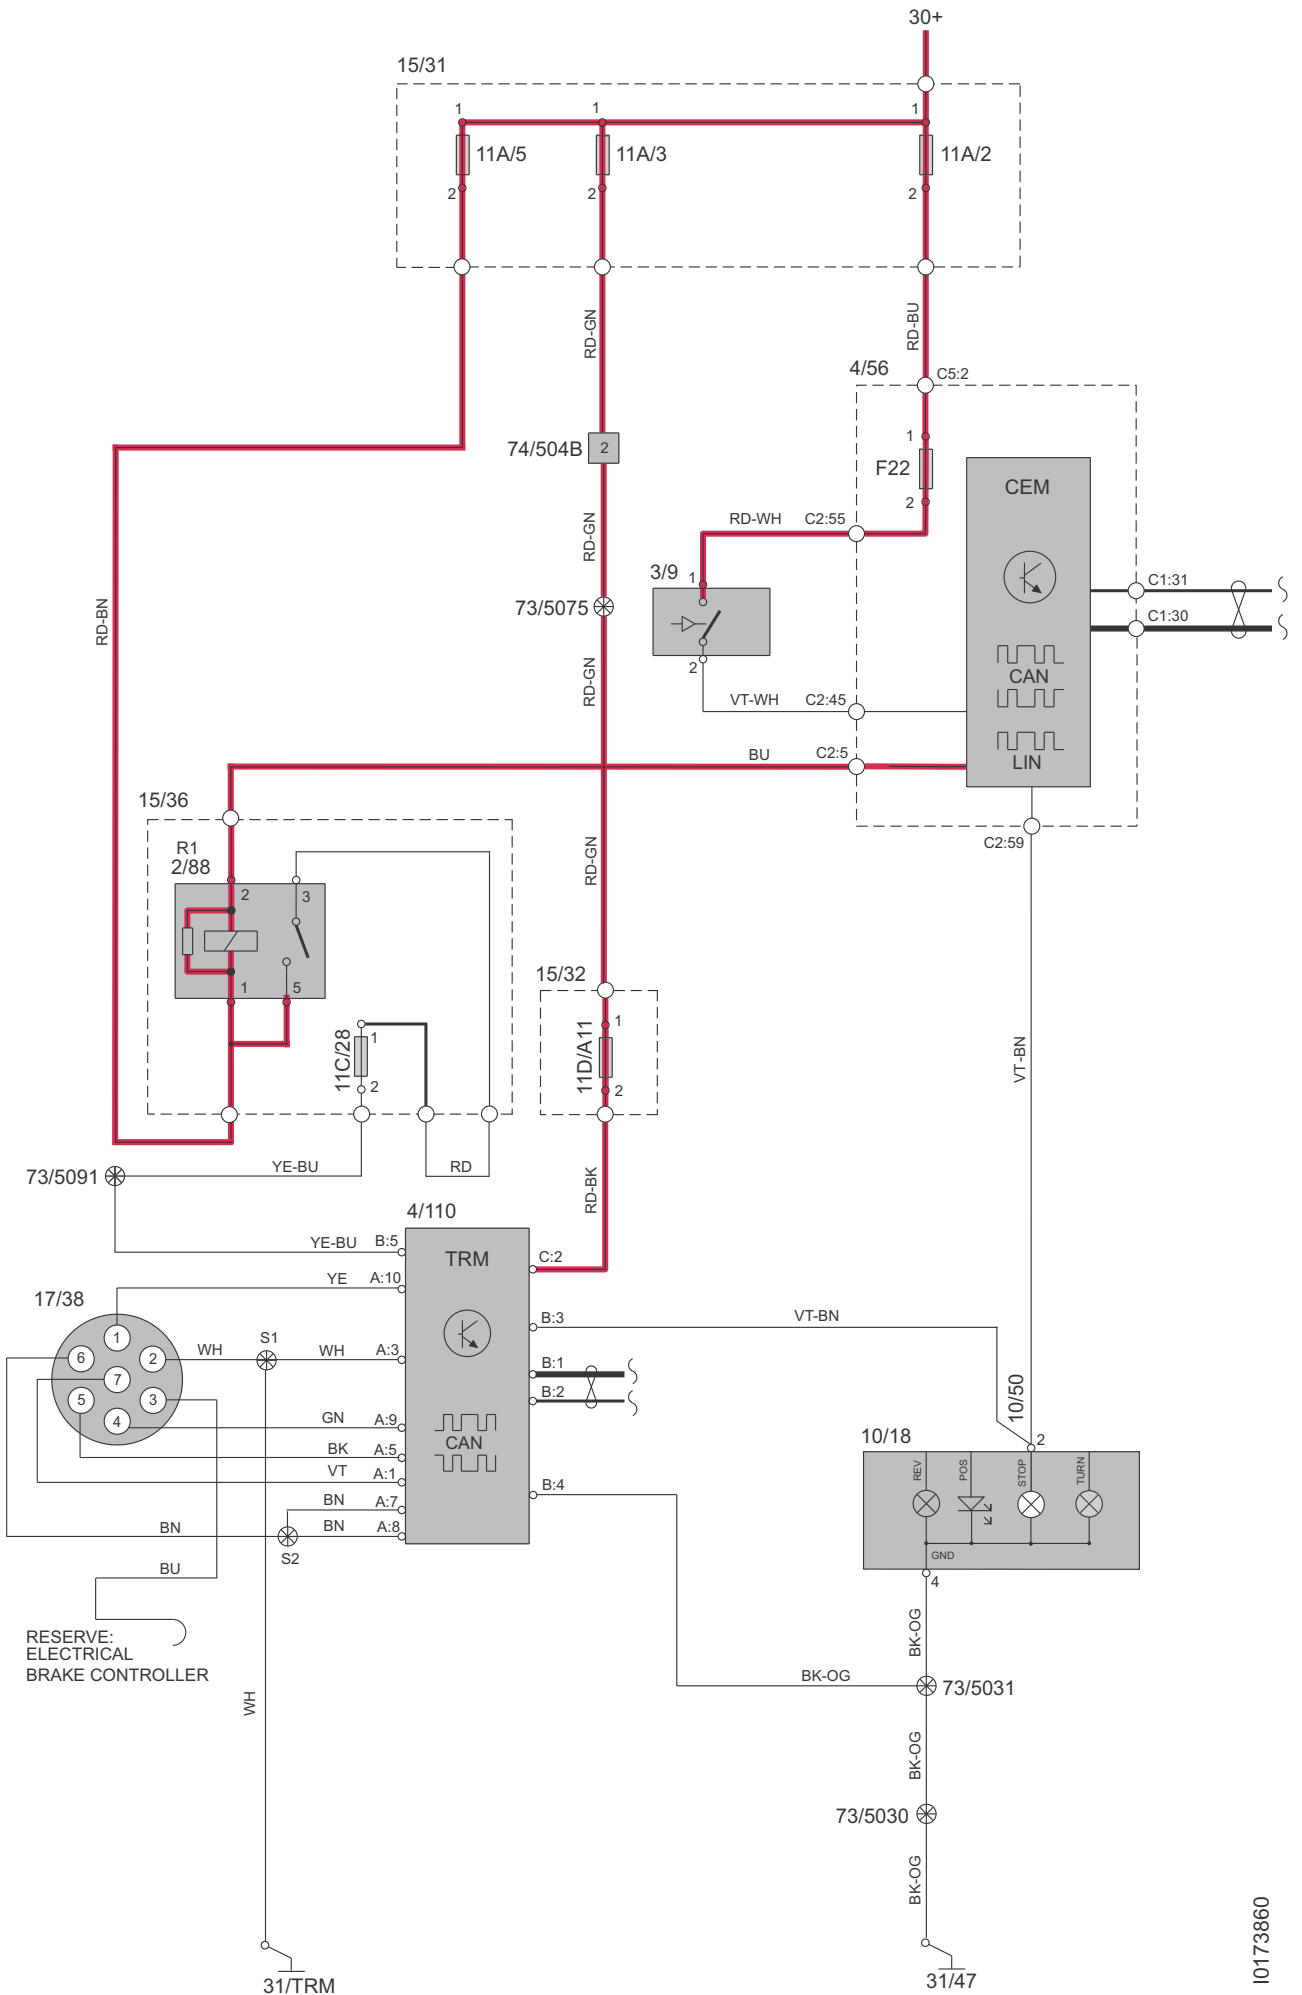 30+
15/31
1
1
1
11A/5
11A/3
11A/2
2
2
2
RD-GN
RD-BU
4/56
C5:2
74/504B
2
1
F22
2
CEM
RD-GN
RD-WH
C2:55
3/9
1
C1:31
73/5075
C1:30
RD-BN
RD-GN
2
CAN
VT-WH
C2:45
BU
C2:5
LIN
15/36
C2:59
R1
2/88
RD-GN
2
3
1
5
15/32
11C/28
1
2
11D/A11
1
2
VT-BN
73/5091
YE-BU
RD
RD-BK
4/110
YE-BU
B:5
TRM
C:2
YE
A:10
17/38
B:3
VT-BN
1
6
2
7
5
3
4
WH
S1
WH
A:3
B:1
B:2
10/50
GN
A:9
BK
A:5
CAN
10/18
2
VT
A:1
REV
POS
STOP
TURN
B:4
BN
A:7
BN
BN
A:8
S2
GND
BU
4
RESERVE:
ELECTRICAL
BRAKE CONTROLLER
BK-OG
WH
BK-OG
73/5031
BK-OG
73/5030
BK-OG
31/TRM
31/47
I0173860